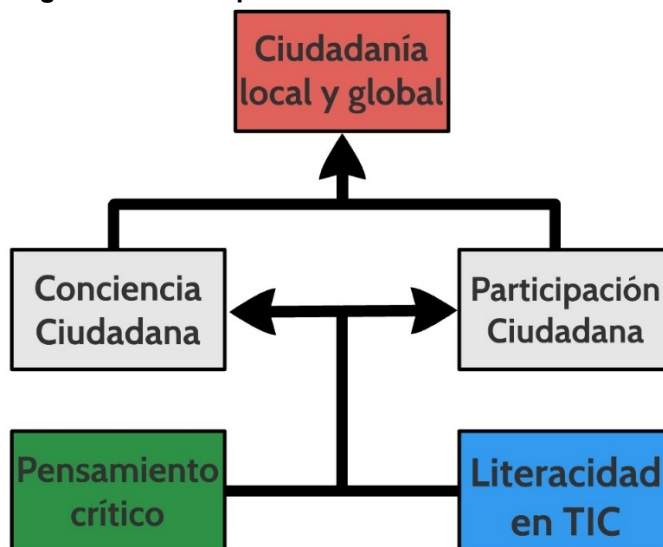 Ciudadanía
local y global
Conciencia
Ciudadana
Participación
Ciudadana
Pensamiento
crítico
Literacidad
en TIC